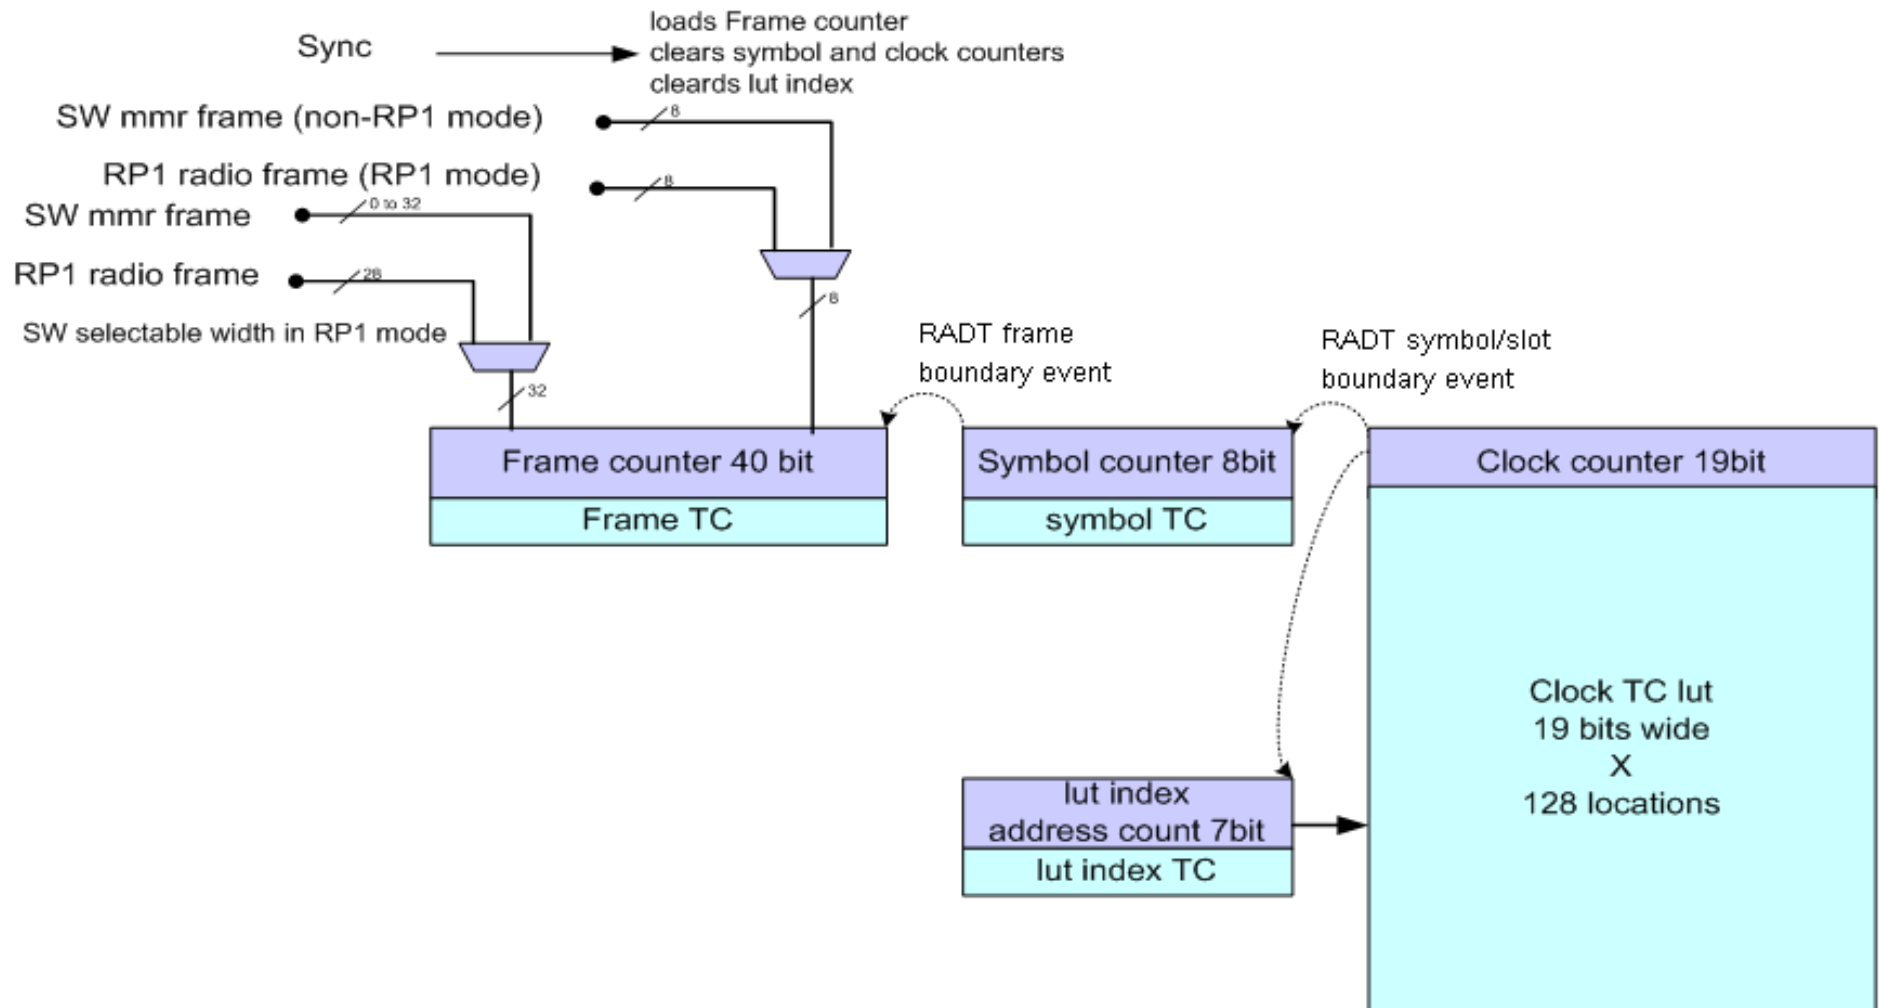 Sync
loads Frame counter
clears symbol and clock counters
cleards lut index
SW mmr frame (non-RP1 mode)
8
RP1 radio frame (RP1 mode)
8
SW mmr frame
0 to 32
RP1 radio frame
28
SW selectable width in RP1 mode
32
8
RADT frame
boundary event
RADT symbol/slot
boundary event
Frame counter 40 bit
Frame TC
Symbol counter 8bit
symbol TC
Clock counter 19bit
Clock TC lut
19 bits wide
X
128 locations
lut index
address count 7bit
lut index TC